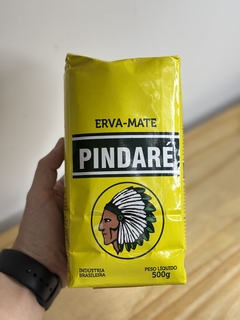 ERVA-MATE
PINDARÉ
INDÚSTRIA
BRASILEIRA
PESO LÍQUIDO
500g